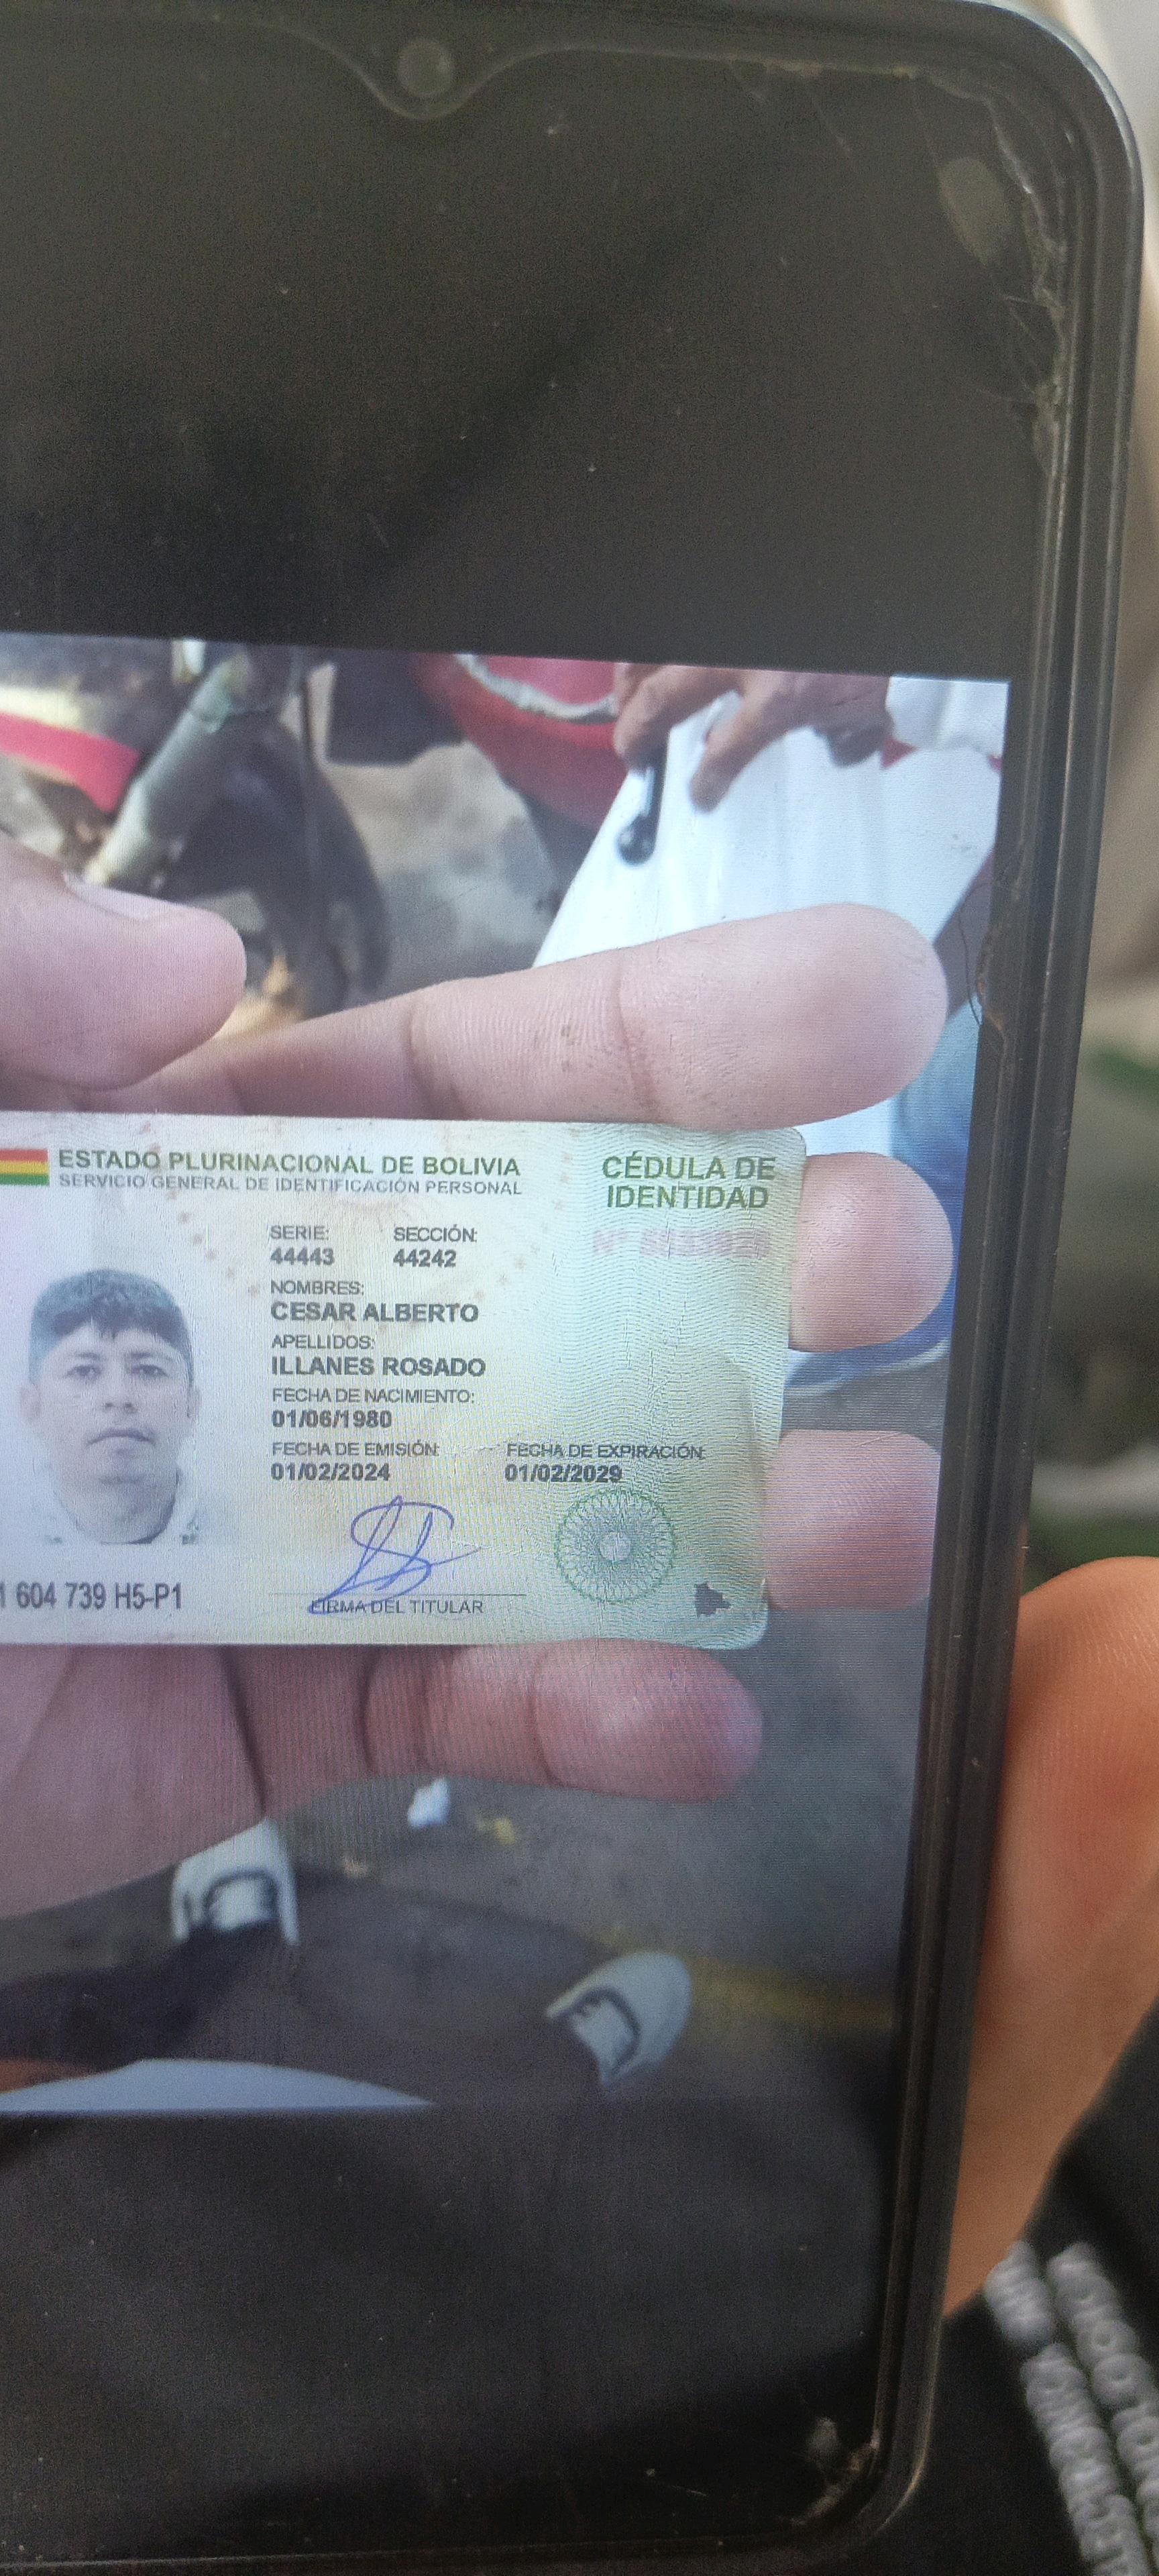 ESTADO PLURINACIONAL DE BOLIVIA
SERVICIO GENERAL DE IDENTIFICACIÓN PERSONAL
CÉDULA DE
IDENTIDAD
Nº
SERIE: SECCIÓN:
44443 44242
NOMBRES:
CESAR ALBERTO
APELLIDOS:
ILLANES ROSADO
FECHA DE NACIMIENTO:
01/06/1980
FECHA DE EMISIÓN: FECHA DE EXPIRACIÓN:
01/02/2024 01/02/2029
1 604 739 H5-P1
FIRMA DEL TITULAR